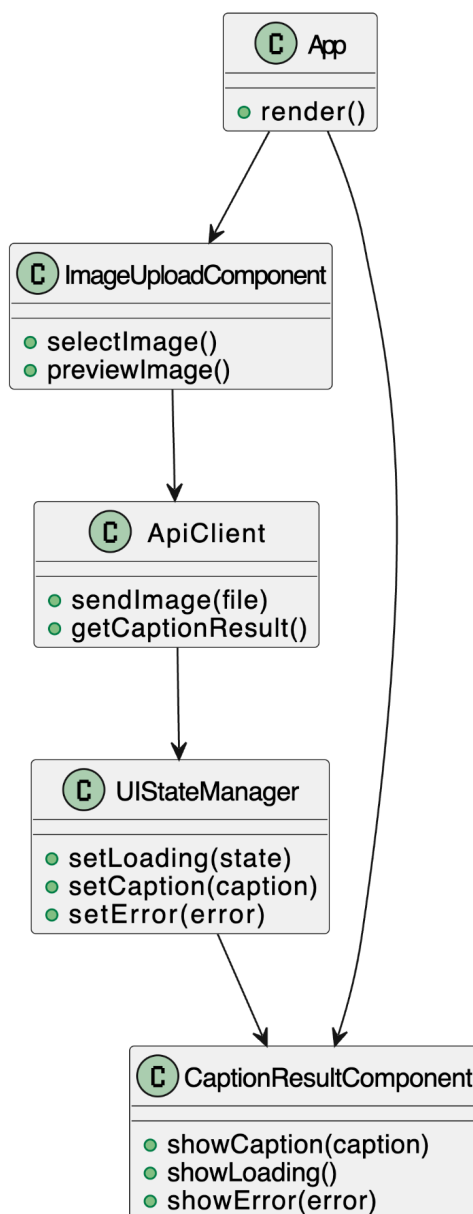 C App
render()
C ImageUploadComponent
selectImage()
previewImage()
C ApiClient
sendImage(file)
getCaptionResult()
C UIStateManager
setLoading(state)
setCaption(caption)
setError(error)
C CaptionResultComponent
showCaption(caption)
showLoading()
showError(error)